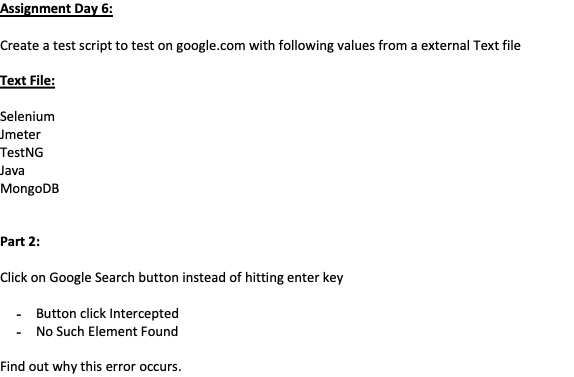 Assignment Day 6:
Create a test script to test on google.com with following values from a external Text file
Text File:
Selenium
Jmeter
TestNG
Java
MongoDB
Part 2:
Click on Google Search button instead of hitting enter key
- Button click Intercepted
- No Such Element Found
Find out why this error occurs.